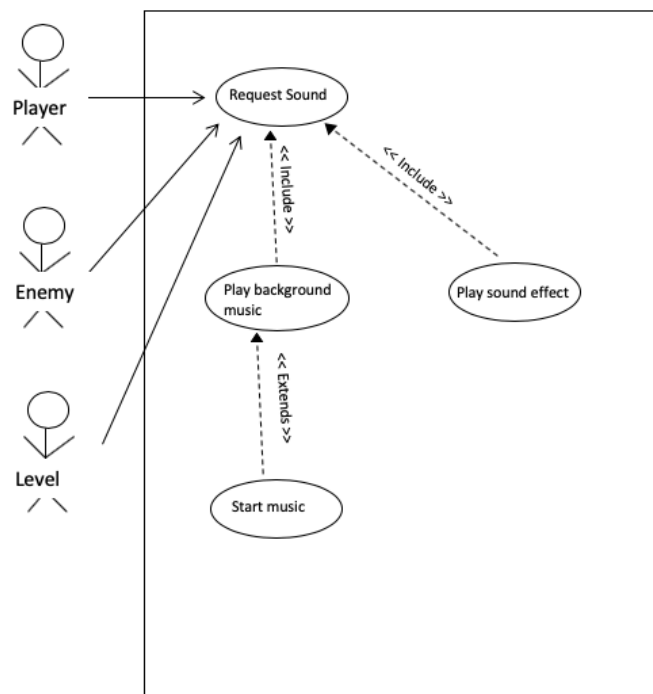 Player
Request Sound
<< Include >>
<< Include >>
Enemy
Play background
music
Play sound effect
<< Extends >>
Level
Start music